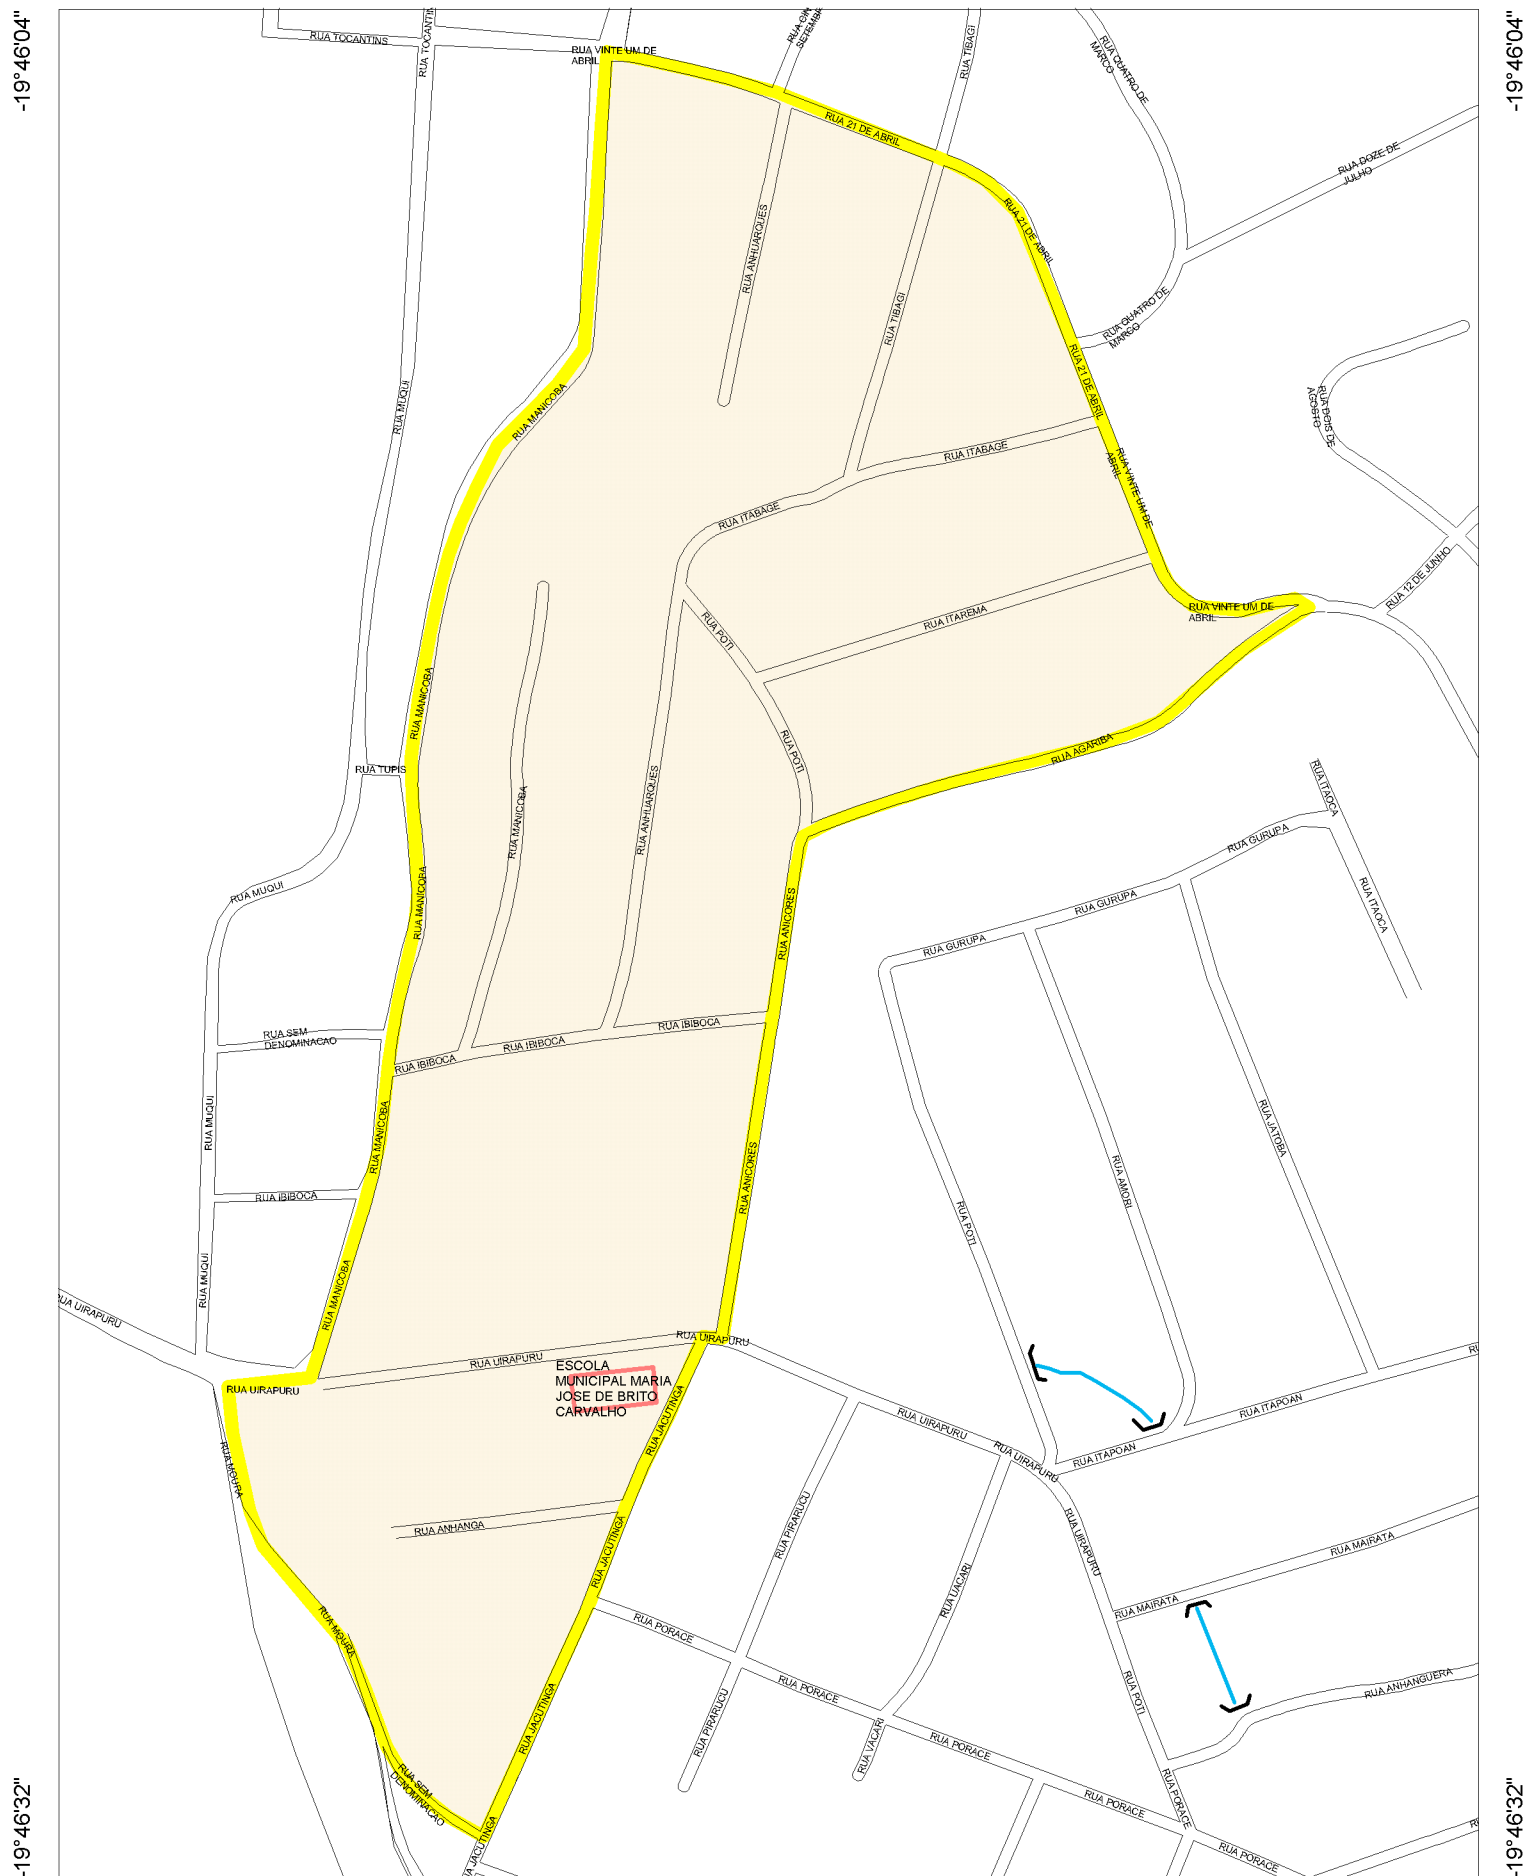 -19°46'04"
-19°46'04"
RUA TOCANTINS
RUA VINTE UM DE
ABRIL
RUA TIBAGI
RUA QUATRO DE
MARCO
RUA 21 DE ABRIL
RUA DOZE DE
JULHO
RUA ANHUARQUES
RUA 21 DE ABRIL
RUA TIBAGI
RUA QUATRO DE
MARCO
RUA MUQUI
RUA MANICOBA
RUA 21 DE ABRIL
RUA DOIS DE
AGOSTO
RUA ITABAGE
RUA ITABAGE
RUA VINTE UM DE
ABRIL
RUA 12 DE JUNHO
RUA POTI
RUA ITAREMA
RUA VINTE UM DE
ABRIL
RUA MANICOBA
RUA POTI
RUA AGARIBA
RUA TUPIS
RUA MANICOBA
RUA ANHUARQUES
RUA ITAOCA
RUA GURUPA
RUA MUQUI
RUA MANICOBA
RUA ANICORES
RUA GURUPA
RUA ITAOCA
RUA GURUPA
RUA SEM
DENOMINACAO
RUA IBIBOCA
RUA IBIBOCA
RUA IBIBOCA
RUA MUQUI
RUA MANICOBA
RUA ANICORES
RUA JATOBA
RUA AMORI
RUA IBIBOCA
RUA POTI
RUA MUQUI
RUA MANICOBA
RUA UIRAPURU
RUA UIRAPURU
RUA UIRAPURU
RUA UIRAPURU
ESCOLA
MUNICIPAL MARIA
JOSE DE BRITO
CARVALHO
RUA JACUTINGA
RUA UIRAPURU
RUA ITAPOAN
RUA MOURA
RUA UIRAPURU
RUA ITAPOAN
RUA ANHANGA
RUA PIRARUCU
RUA UIRAPURU
RUA MAIRATA
RUA JACUTINGA
RUA UACARI
RUA MAIRATA
RUA MOURA
RUA PORACE
RUA POTI
RUA ANHANGUERA
RUA PORACE
RUA JACUTINGA
RUA PIRARUCU
RUA VACARI
RUA PORACE
RUA SEM
DENOMINACAO
RUA PORACE
RUA PORACE
RUA PORACE
-19°46'32"
-19°46'32"